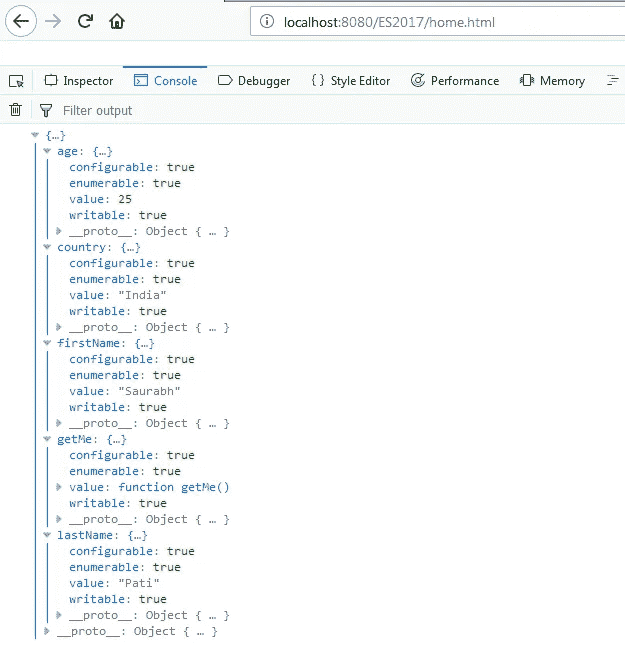 localhost:8080/ES2017/home.html
Inspector Console Debugger {} Style Editor Performance Memory
Filter output
{…}
age: {…}
configurable: true
enumerable: true
value: 25
writable: true
__proto__: Object { … }
country: {…}
configurable: true
enumerable: true
value: "India"
writable: true
__proto__: Object { … }
firstName: {…}
configurable: true
enumerable: true
value: "Saurabh"
writable: true
__proto__: Object { … }
getMe: {…}
configurable: true
enumerable: true
value: function getMe()
writable: true
__proto__: Object { … }
lastName: {…}
configurable: true
enumerable: true
value: "Pati"
writable: true
__proto__: Object { … }
__proto__: Object { … }